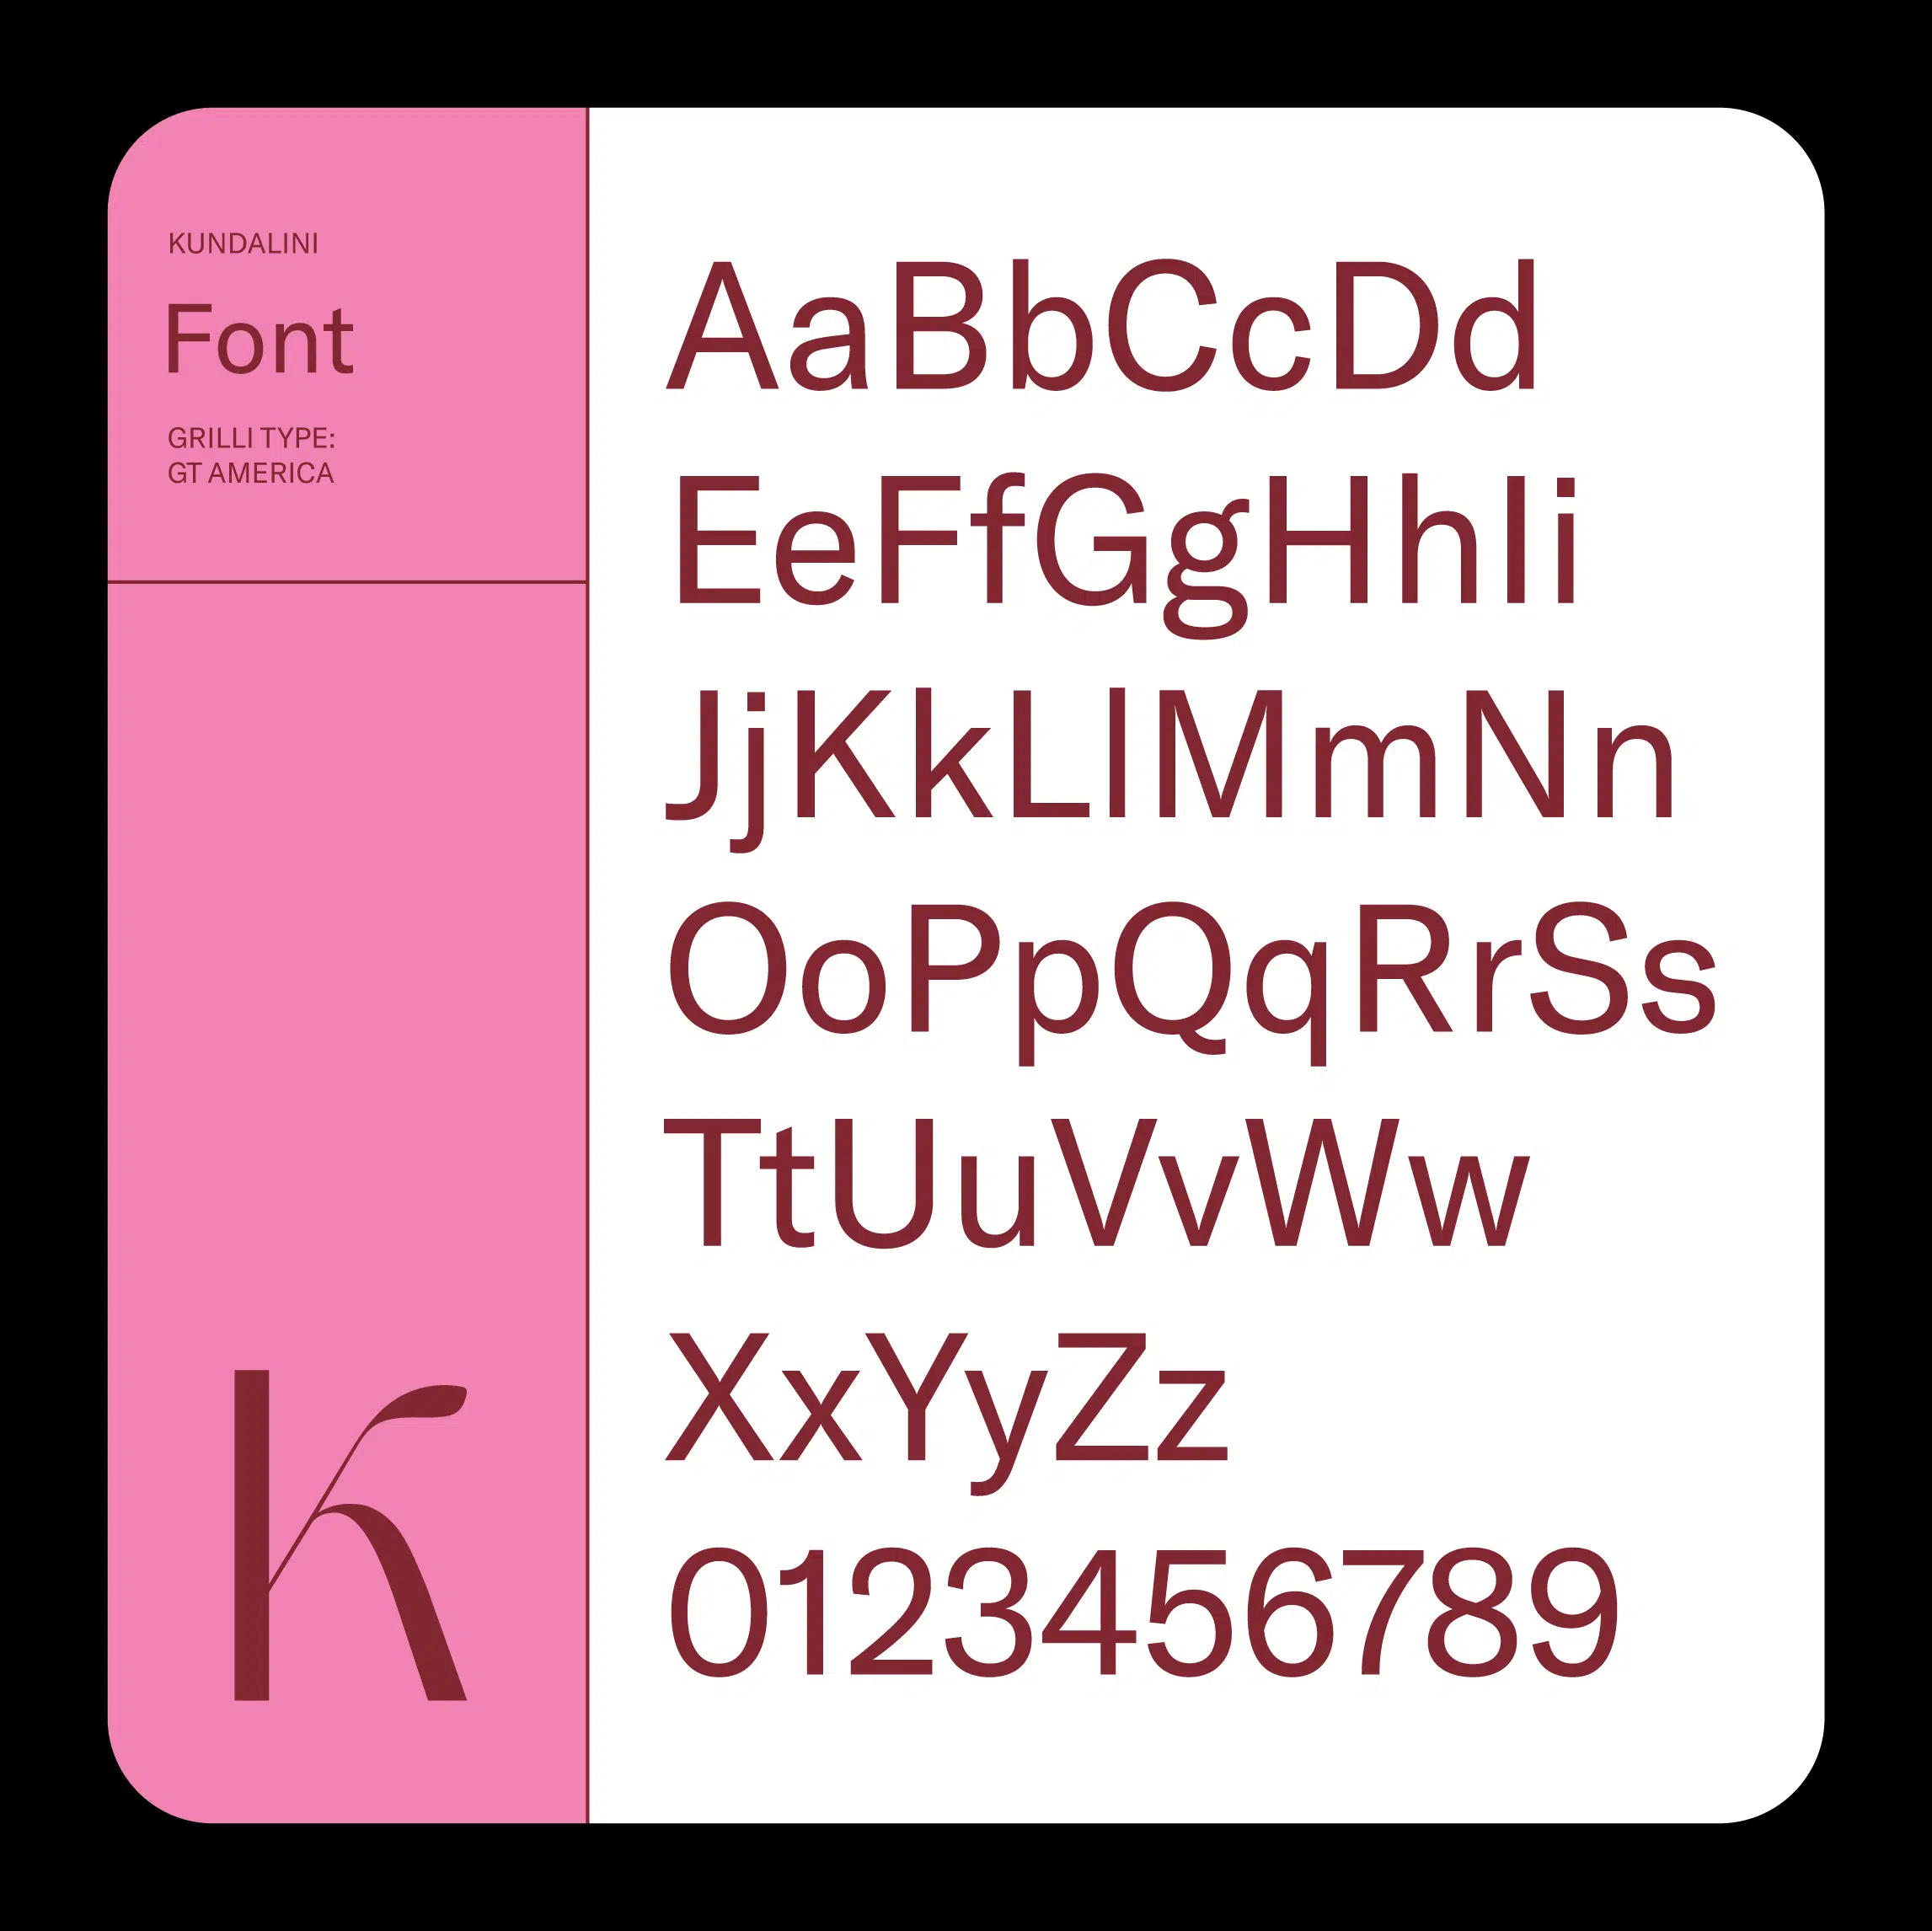 KUNDALINI
Font
GRILLI TYPE:
GT AMERICA
K
AaBbCcDd
EeFfGgHhIi
JjKkLlMmNn
OoPpQqRrSs
TtUuVvWw
XxYyZz
0123456789